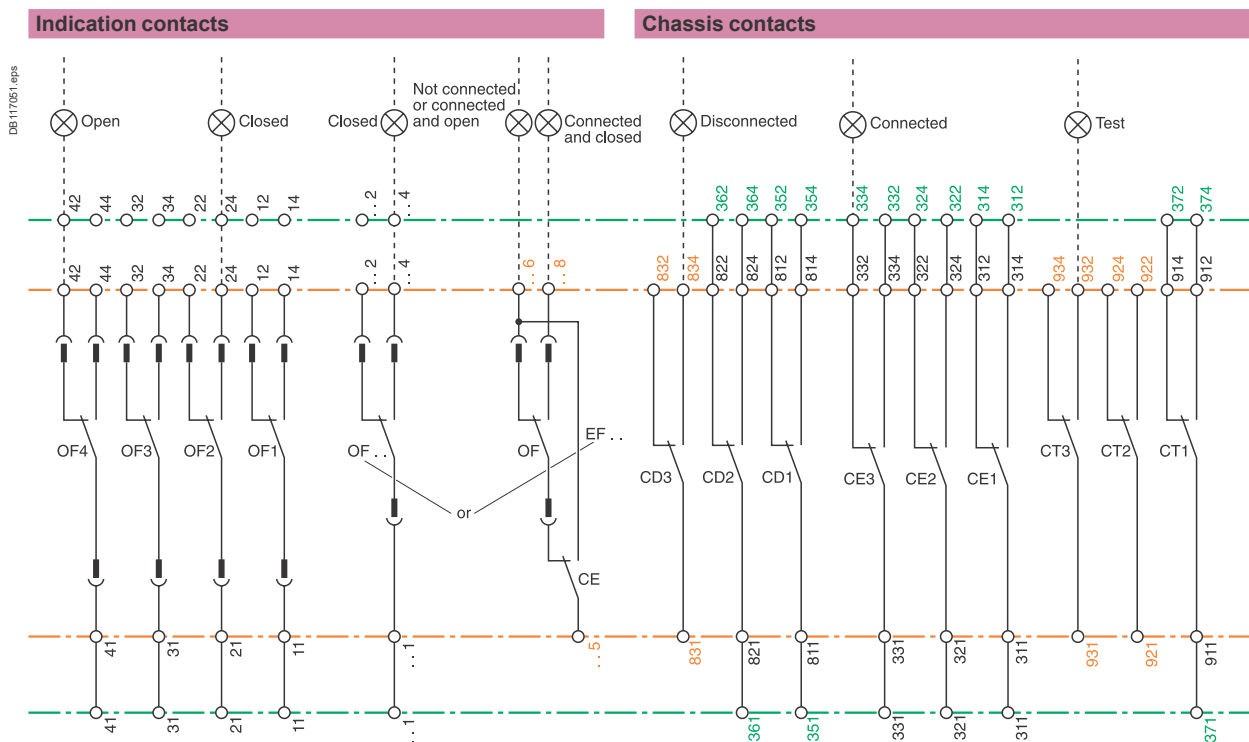 Indication contacts
Chassis contacts
DB117051.eps
Open
Closed
Closed
Not connected
or connected
and open
Connected
and closed
Disconnected
Connected
Test
42 44 32 34 22 24 12 14 . . 2 . . 4 362 364 352 354 334 332 324 322 314 312 372 374
42 44 32 34 22 24 12 14 . . 2 . . 4 . . 6 . . 8 832 834 822 824 812 814 332 334 322 324 312 314 934 932 924 922 914 912
OF4 OF3 OF2 OF1 OF . . OF EF . . CD3 CD2 CD1 CE3 CE2 CE1 CT3 CT2 CT1
or
CE
41 31 21 11 . . 1 . . 5 831 821 811 331 321 311 931 921 911
41 31 21 11 . . 1 361 351 331 321 311 371